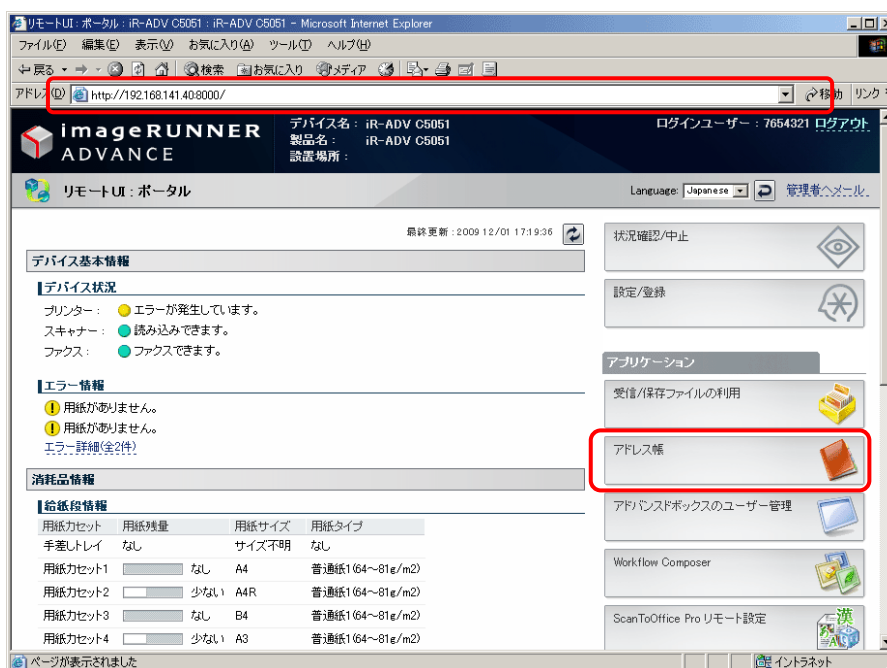 リモートUI : ポータル : iR-ADV C5051 : iR-ADV C5051 - Microsoft Internet Explorer
ファイル(F) 編集(E) 表示(V) お気に入り(A) ツール(T) ヘルプ(H)
戻る 検索 お気に入り メディア
アドレス(D) http://192.168.141.40:8000/ 移動 リンク
imageRUNNER ADVANCE
デバイス名 : iR-ADV C5051
製品名 : iR-ADV C5051
設置場所 :
ログインユーザー : 7654321 ログアウト
リモートUI : ポータル
Language: Japanese 管理者へメール
最終更新 : 2009 12/01 17:19:36
デバイス基本情報
デバイス状況
プリンター : エラーが発生しています。
スキャナー : 読み込みできます。
ファクス : ファクスできます。
エラー情報
用紙がありません。
用紙がありません。
エラー詳細(全2件)
消耗品情報
給紙段情報
用紙カセット 用紙残量 用紙サイズ 用紙タイプ
手差しトレイ なし サイズ不明 なし
用紙カセット1 なし A4 普通紙1(64～81g/m2)
用紙カセット2 少ない A4R 普通紙1(64～81g/m2)
用紙カセット3 なし B4 普通紙1(64～81g/m2)
用紙カセット4 少ない A3 普通紙1(64～81g/m2)
状況確認/中止
設定/登録
アプリケーション
受信/保存ファイルの利用
アドレス帳
アドバンスドボックスのユーザー管理
Workflow Composer
ScanToOffice Pro リモート設定
漢
ページが表示されました イントラネット